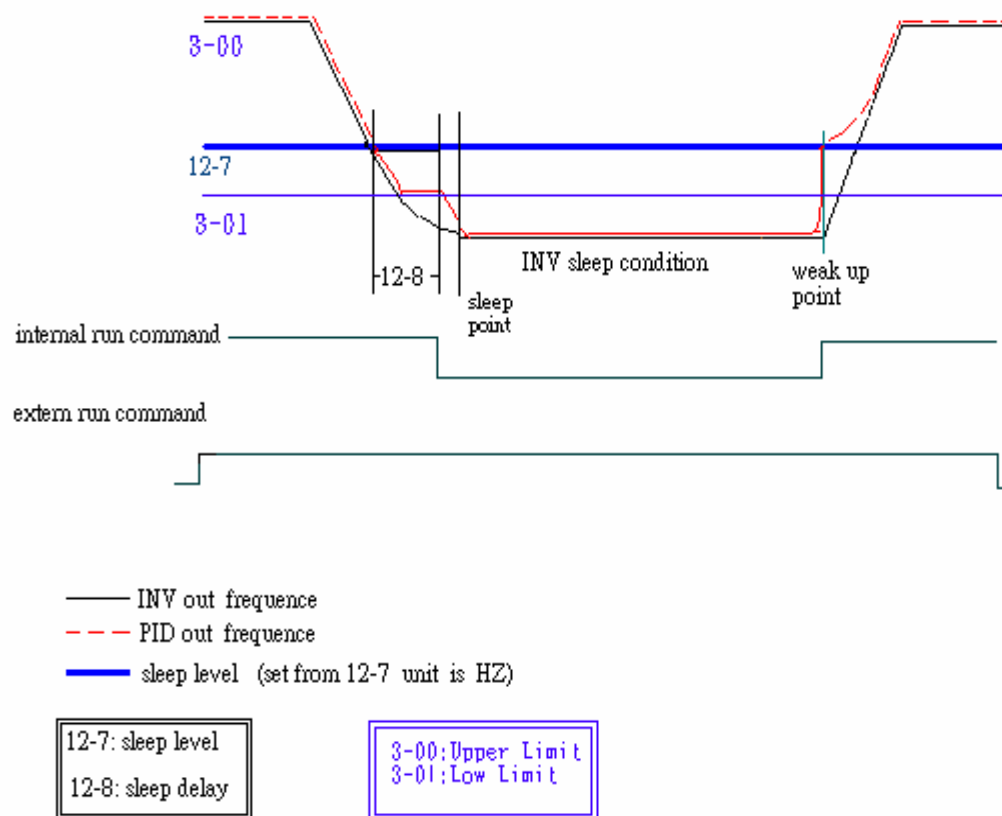 3-00
12-7
3-01
12-8
INV sleep condition
sleep
point
weak up
point
internal run command
extern run command
INV out frequence
PID out frequence
sleep level (set from 12-7 unit is HZ)
12-7: sleep level
12-8: sleep delay
3-00:Upper Limit
3-01:Low Limit